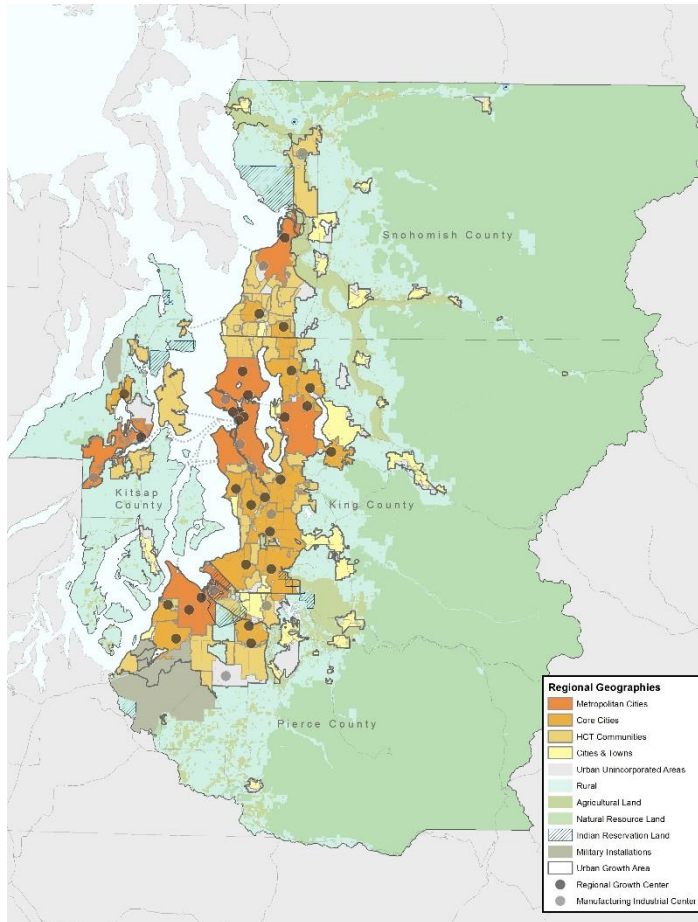 Snohomish County
Kitsap
County
King County
Pierce County
Regional Geographies
Metropolitan Cities
Core Cities
HCT Communities
Cities & Towns
Urban Unincorporated Areas
Rural
Agricultural Land
Natural Resource Land
Indian Reservation Land
Military Installations
Urban Growth Area
Regional Growth Center
Manufacturing Industrial Center